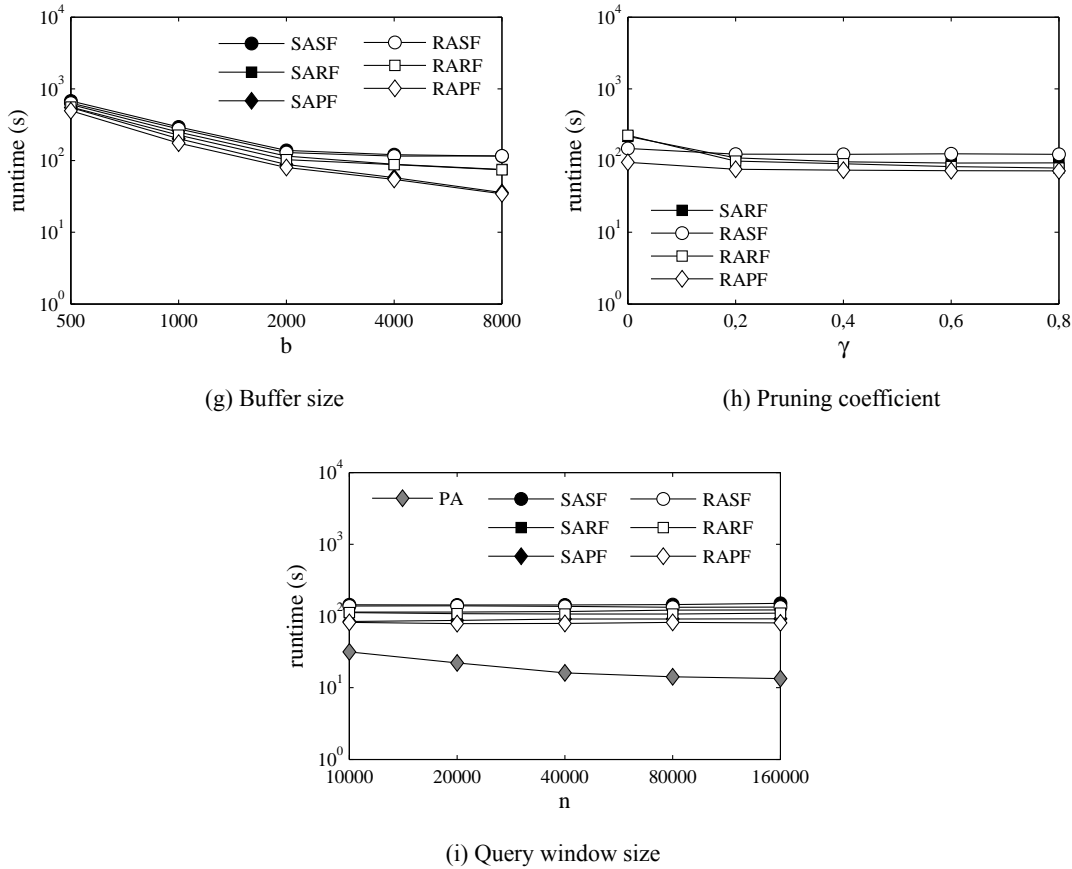 10^4
10^3
10^2
10^1
10^0
runtime (s)
SASF
SARF
SAPF
RASF
RARF
RAPF
500
1000
2000
4000
8000
b
(g) Buffer size
10^4
10^3
10^2
10^1
10^0
runtime (s)
SARF
RASF
RARF
RAPF
0
0,2
0,4
0,6
0,8
γ
(h) Pruning coefficient
10^4
10^3
10^2
10^1
10^0
runtime (s)
PA
SASF
SARF
SAPF
RASF
RARF
RAPF
10000
20000
40000
80000
160000
n
(i) Query window size